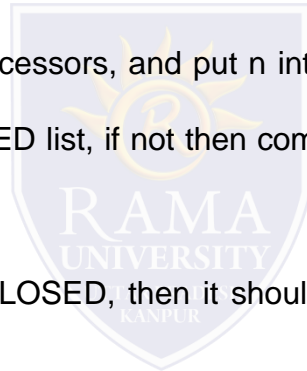 cessors, and put n int
ED list, if not then com
RAMA
UNIVERSITY
LOSED, then it shoul
KANPUR